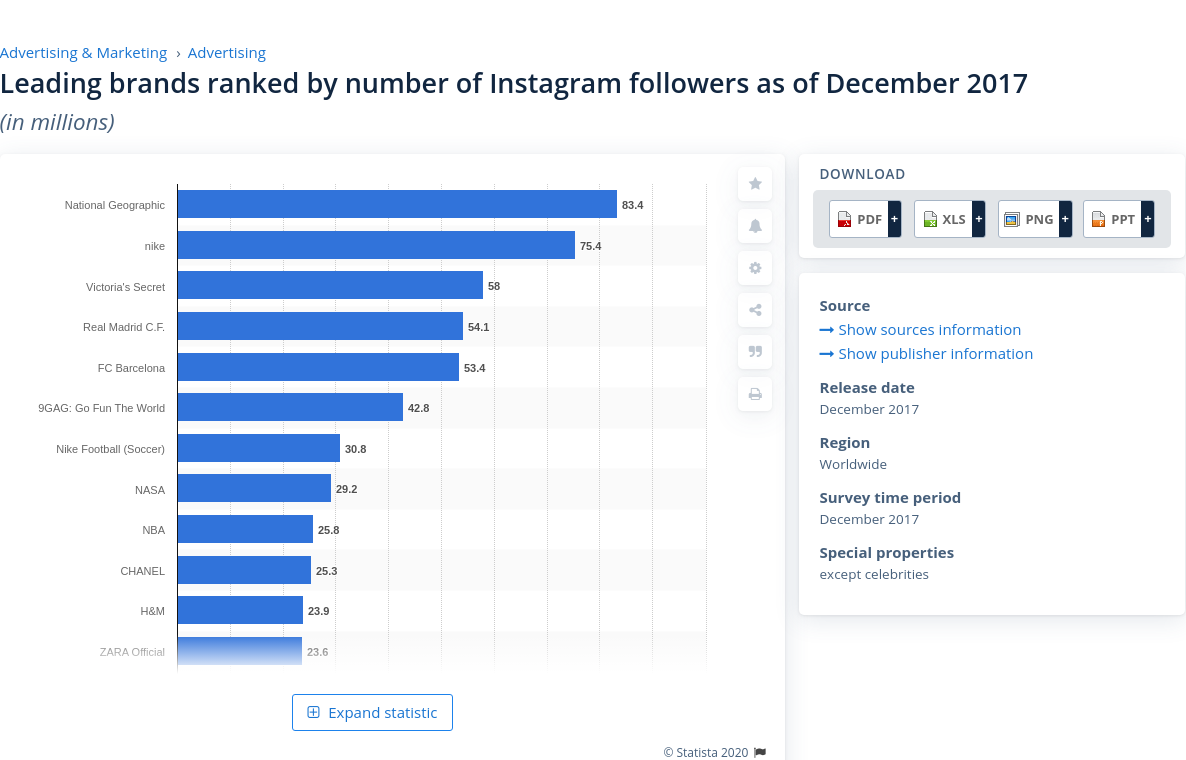 Advertising & Marketing › Advertising
Leading brands ranked by number of Instagram followers as of December 2017
(in millions)
National Geographic 83.4
nike 75.4
Victoria's Secret 58
Real Madrid C.F. 54.1
FC Barcelona 53.4
9GAG: Go Fun The World 42.8
Nike Football (Soccer) 30.8
NASA 29.2
NBA 25.8
CHANEL 25.3
H&M 23.9
ZARA Official 23.6
Expand statistic
© Statista 2020
DOWNLOAD
PDF + XLS + PNG + PPT +
Source
Show sources information
Show publisher information
Release date
December 2017
Region
Worldwide
Survey time period
December 2017
Special properties
except celebrities